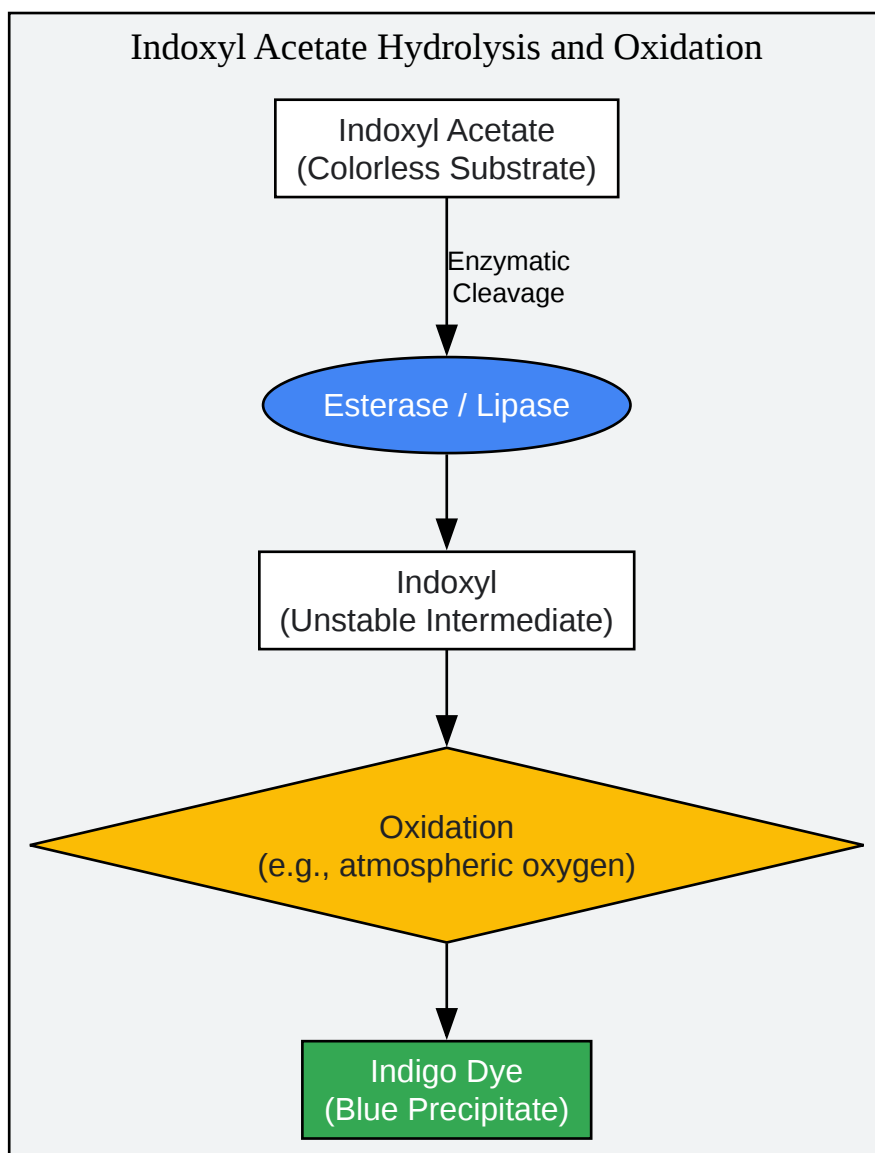 Indoxyl Acetate Hydrolysis and Oxidation
Indoxyl Acetate
(Colorless Substrate)
Enzymatic
Cleavage
Esterase / Lipase
Indoxyl
(Unstable Intermediate)
Oxidation
(e.g., atmospheric oxygen)
Indigo Dye
(Blue Precipitate)